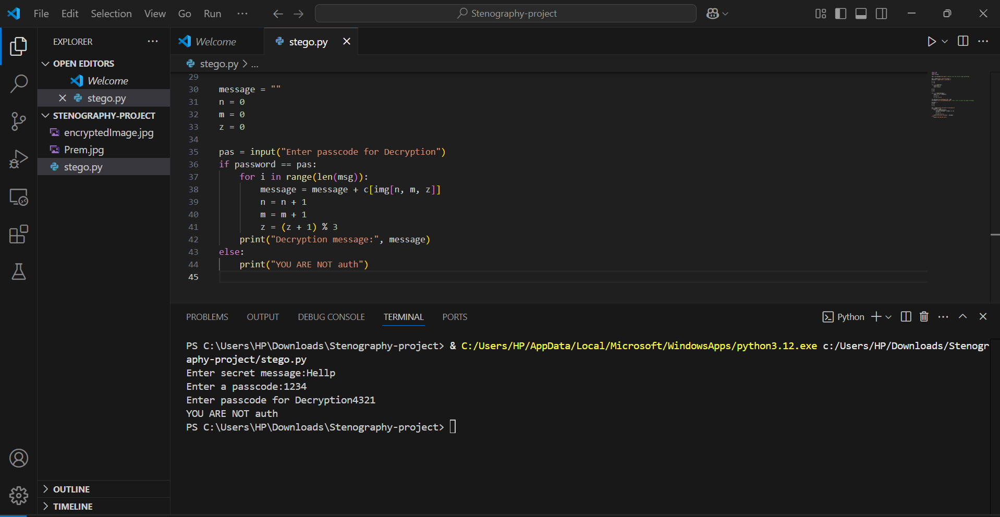 File Edit Selection View Go Run ··· Stenography-project
EXPLORER ···
OPEN EDITORS
Welcome
stego.py
STENOGRAPHY-PROJECT
encryptedImage.jpg
Prem.jpg
stego.py
OUTLINE
TIMELINE
Welcome stego.py
stego.py > ...
29
30 message = ""
31 n = 0
32 m = 0
33 z = 0
34
35 pas = input("Enter passcode for Decryption")
36 if password == pas:
37     for i in range(len(msg)):
38         message = message + c[img[n, m, z]]
39         n = n + 1
40         m = m + 1
41         z = (z + 1) % 3
42     print("Decryption message:", message)
43 else:
44     print("YOU ARE NOT auth")
45
PROBLEMS OUTPUT DEBUG CONSOLE TERMINAL PORTS Python
PS C:\Users\HP\Downloads\Stenography-project> & C:/Users/HP/AppData/Local/Microsoft/WindowsApps/python3.12.exe c:/Users/HP/Downloads/Stenogr
aphy-project/stego.py
Enter secret message:Hellp
Enter a passcode:1234
Enter passcode for Decryption4321
YOU ARE NOT auth
PS C:\Users\HP\Downloads\Stenography-project>